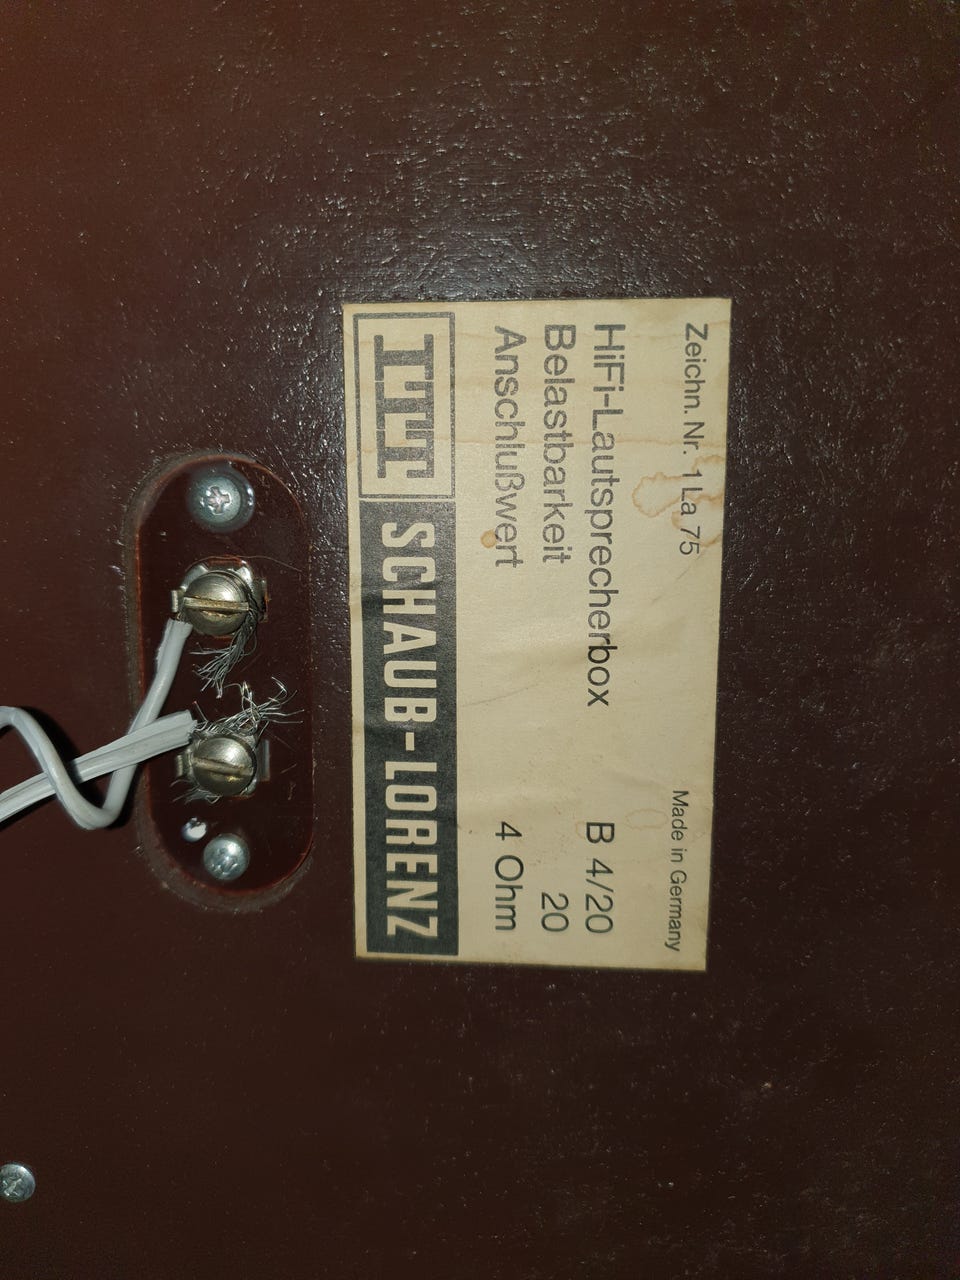 Zeichn. Nr. 1 La 75 Made in Germany
HiFi-Lautsprecherbox B 4/20
Belastbarkeit 20
Anschlußwert 4 Ohm
ITT SCHAUB-LORENZ